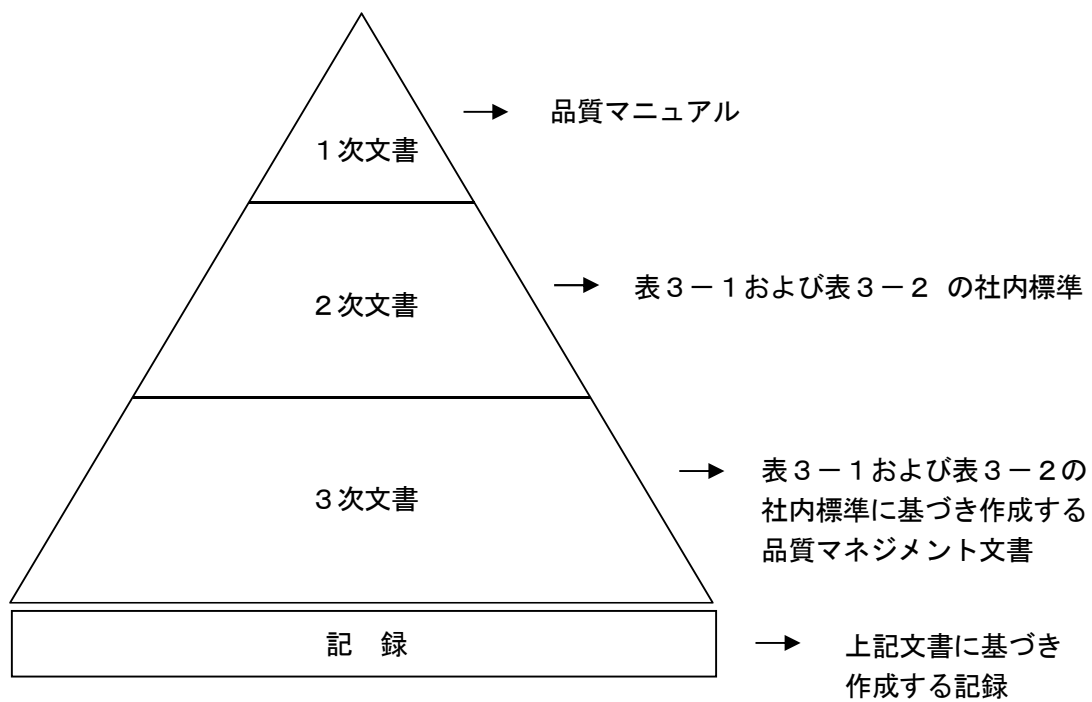 品質マニュアル
１次文書
表３－１および表３－２ の社内標準
２次文書
表３－１および表３－２の
社内標準に基づき作成する
品質マネジメント文書
３次文書
記　録
上記文書に基づき
作成する記録